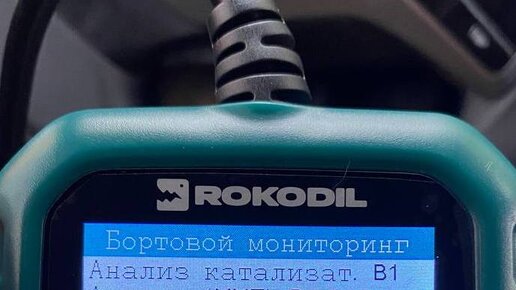 ROKODIL
Бортовой мониторинг
Анализ катализат. B1